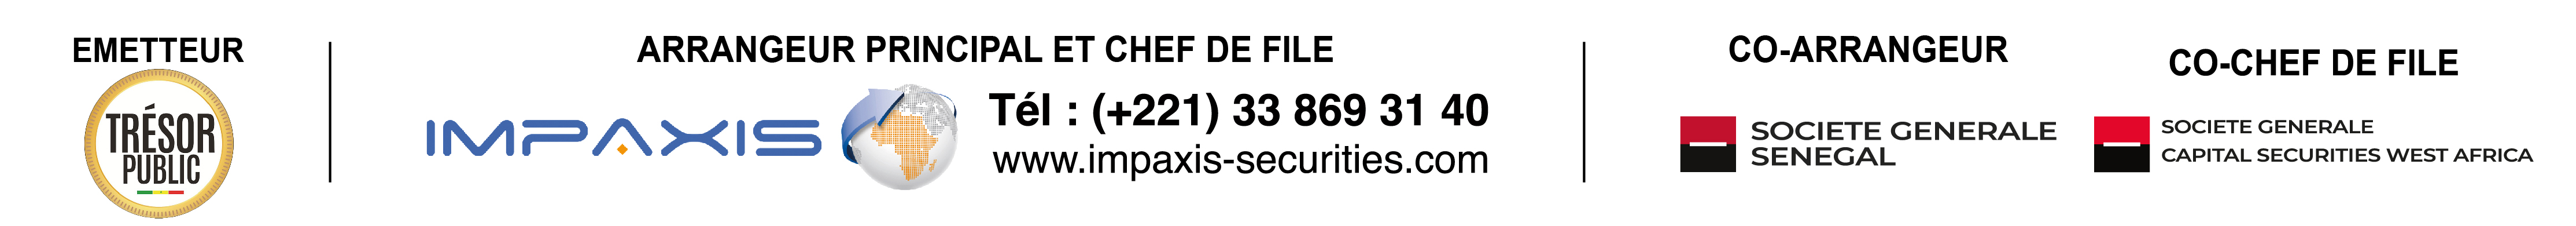 EMETTEUR
TRÉSOR
PUBLIC
ARRANGEUR PRINCIPAL ET CHEF DE FILE
IMPAXIS
Tél : (+221) 33 869 31 40
www.impaxis-securities.com
CO-ARRANGEUR
SOCIETE GENERALE
SENEGAL
CO-CHEF DE FILE
SOCIETE GENERALE
CAPITAL SECURITIES WEST AFRICA